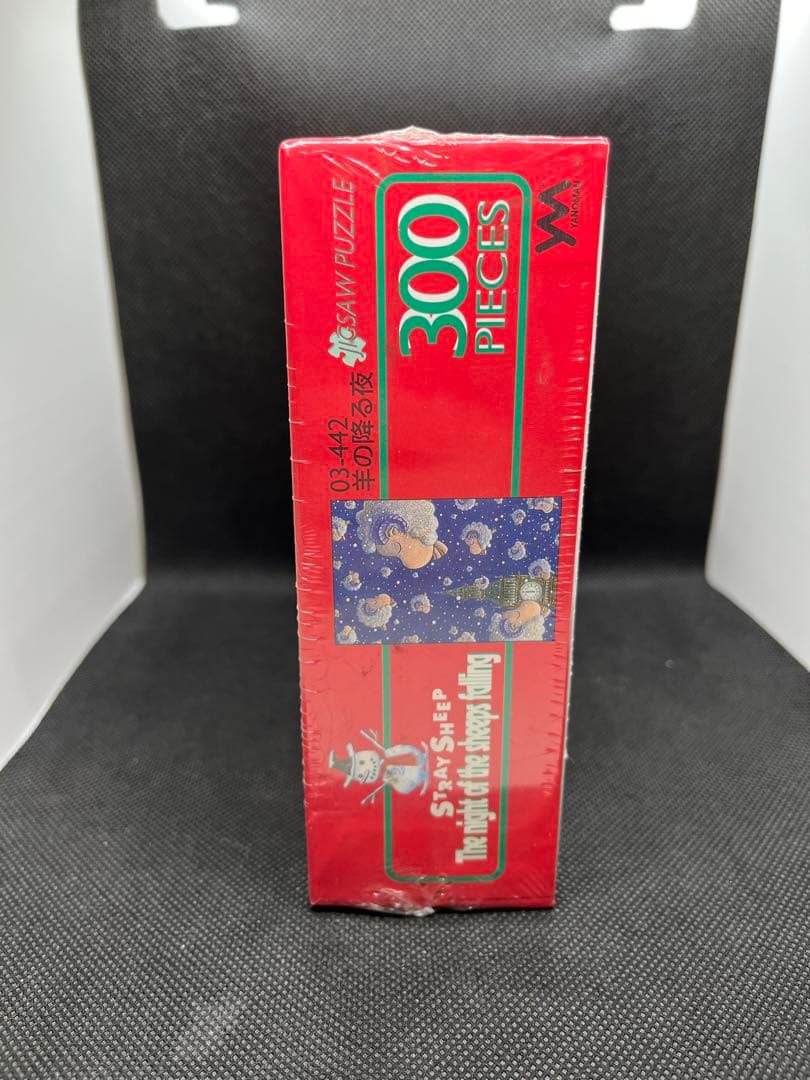 STRAY SHEEP
The night of the sheeps falling
03-442
羊の降る夜
JIGSAW PUZZLE
300
PIECES
YM
YANOMAN